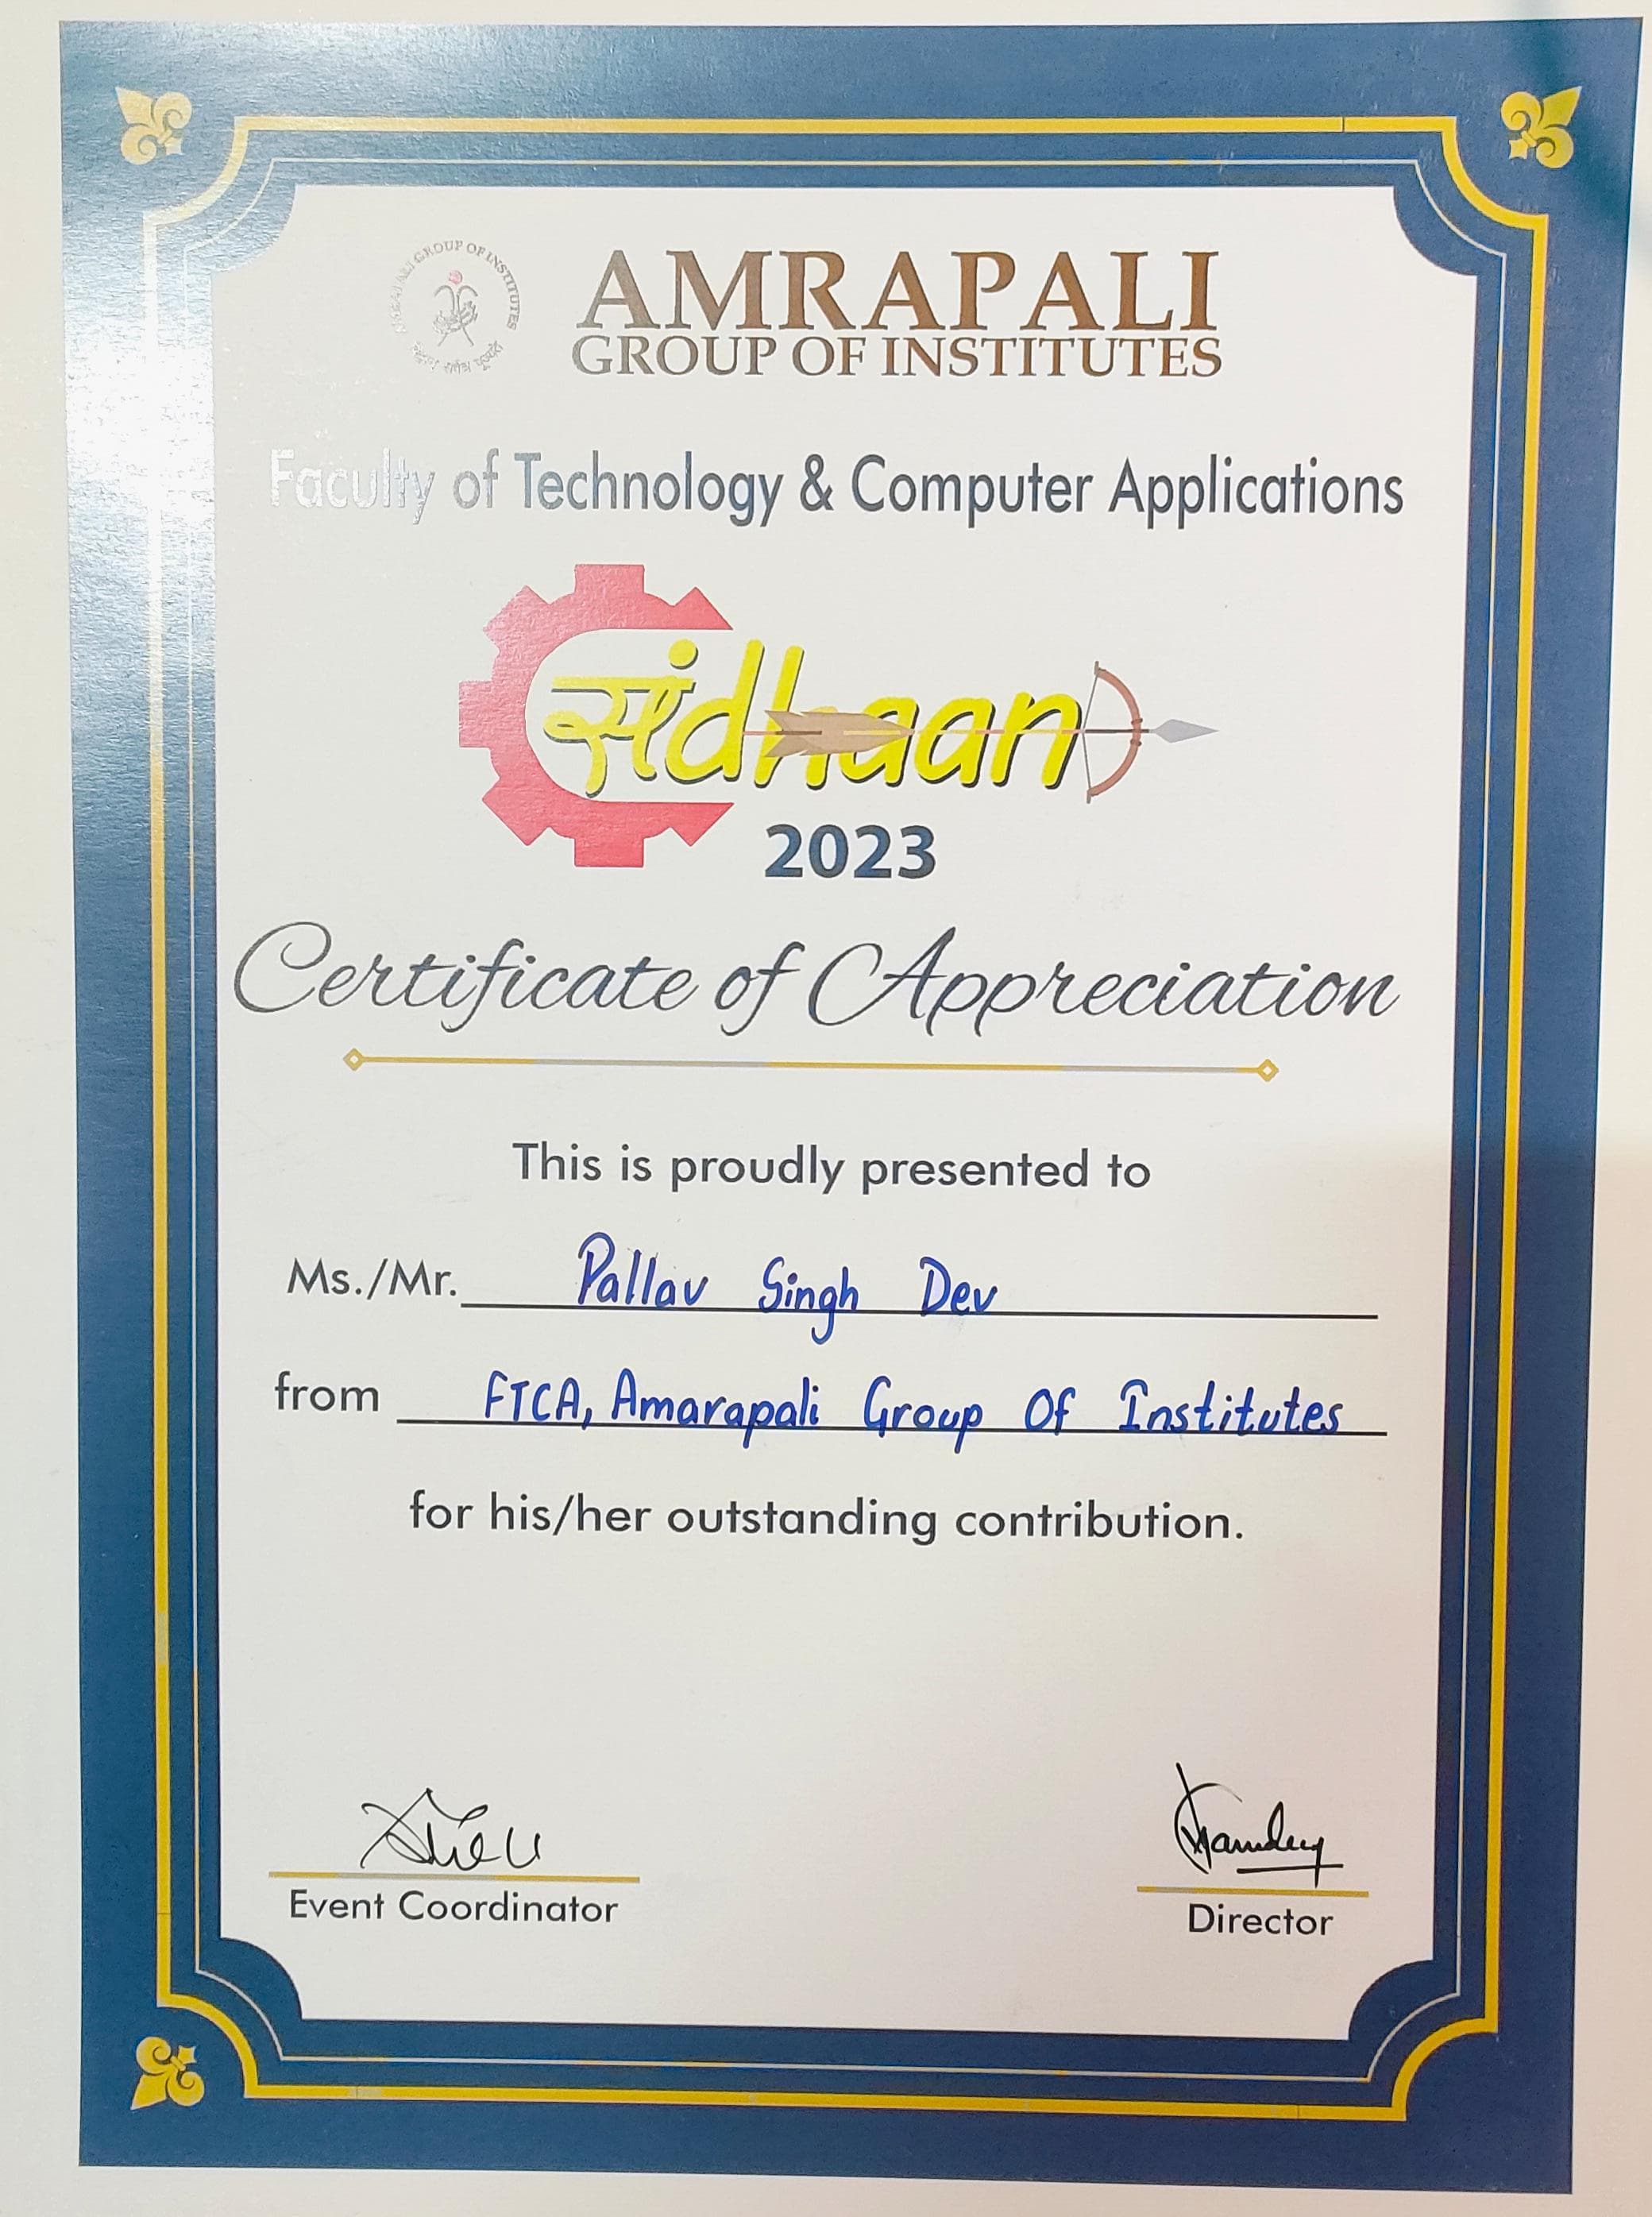 AMRAPALI GROUP OF INSTITUTES
AMRAPALI
GROUP OF INSTITUTES
Faculty of Technology & Computer Applications
संdhaan
2023
Certificate of Appreciation
This is proudly presented to
Ms./Mr. Pallav Singh Dev
from FTCA, Amarapali Group Of Institutes
for his/her outstanding contribution.
Event Coordinator
Director